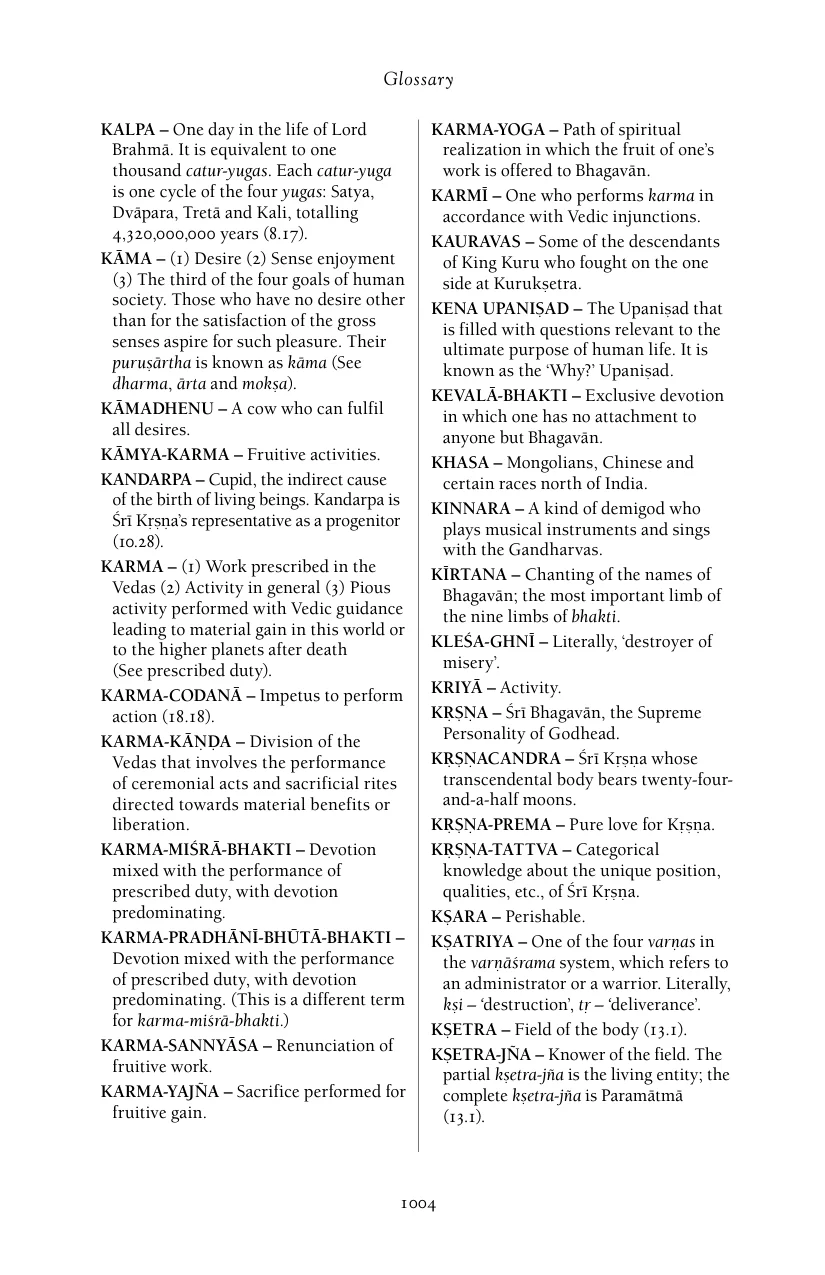 Glossary
KALPA – One day in the life of Lord
Brahmā. It is equivalent to one
thousand catur-yugas. Each catur-yuga
is one cycle of the four yugas: Satya,
Dvāpara, Tretā and Kali, totalling
4,320,000,000 years (8.17).
KĀMA – (1) Desire (2) Sense enjoyment
(3) The third of the four goals of human
society. Those who have no desire other
than for the satisfaction of the gross
senses aspire for such pleasure. Their
puruṣārtha is known as kāma (See
dharma, ārta and mokṣa).
KĀMADHENU – A cow who can fulfil
all desires.
KĀMYA-KARMA – Fruitive activities.
KANDARPA – Cupid, the indirect cause
of the birth of living beings. Kandarpa is
Śrī Kṛṣṇa's representative as a progenitor
(10.28).
KARMA – (1) Work prescribed in the
Vedas (2) Activity in general (3) Pious
activity performed with Vedic guidance
leading to material gain in this world or
to the higher planets after death
(See prescribed duty).
KARMA-CODANĀ – Impetus to perform
action (18.18).
KARMA-KĀṆḌA – Division of the
Vedas that involves the performance
of ceremonial acts and sacrificial rites
directed towards material benefits or
liberation.
KARMA-MIŚRĀ-BHAKTI – Devotion
mixed with the performance of
prescribed duty, with devotion
predominating.
KARMA-PRADHĀNĪ-BHŪTĀ-BHAKTI –
Devotion mixed with the performance
of prescribed duty, with devotion
predominating. (This is a different term
for karma-miśrā-bhakti.)
KARMA-SANNYĀSA – Renunciation of
fruitive work.
KARMA-YAJÑA – Sacrifice performed for
fruitive gain.
KARMA-YOGA – Path of spiritual
realization in which the fruit of one's
work is offered to Bhagavān.
KARMĪ – One who performs karma in
accordance with Vedic injunctions.
KAURAVAS – Some of the descendants
of King Kuru who fought on the one
side at Kurukṣetra.
KENA UPANIṢAD – The Upaniṣad that
is filled with questions relevant to the
ultimate purpose of human life. It is
known as the 'Why?' Upaniṣad.
KEVALĀ-BHAKTI – Exclusive devotion
in which one has no attachment to
anyone but Bhagavān.
KHASA – Mongolians, Chinese and
certain races north of India.
KINNARA – A kind of demigod who
plays musical instruments and sings
with the Gandharvas.
KĪRTANA – Chanting of the names of
Bhagavān; the most important limb of
the nine limbs of bhakti.
KLEŚA-GHNĪ – Literally, 'destroyer of
misery'.
KRIYĀ – Activity.
KṚṢṆA – Śrī Bhagavān, the Supreme
Personality of Godhead.
KṚṢṆACANDRA – Śrī Kṛṣṇa whose
transcendental body bears twenty-four-
and-a-half moons.
KṚṢṆA-PREMA – Pure love for Kṛṣṇa.
KṚṢṆA-TATTVA – Categorical
knowledge about the unique position,
qualities, etc., of Śrī Kṛṣṇa.
KṢARA – Perishable.
KṢATRIYA – One of the four varṇas in
the varṇāśrama system, which refers to
an administrator or a warrior. Literally,
kṣi – 'destruction', tṛ – 'deliverance'.
KṢETRA – Field of the body (13.1).
KṢETRA-JÑA – Knower of the field. The
partial kṣetra-jña is the living entity; the
complete kṣetra-jña is Paramātmā
(13.1).
1004